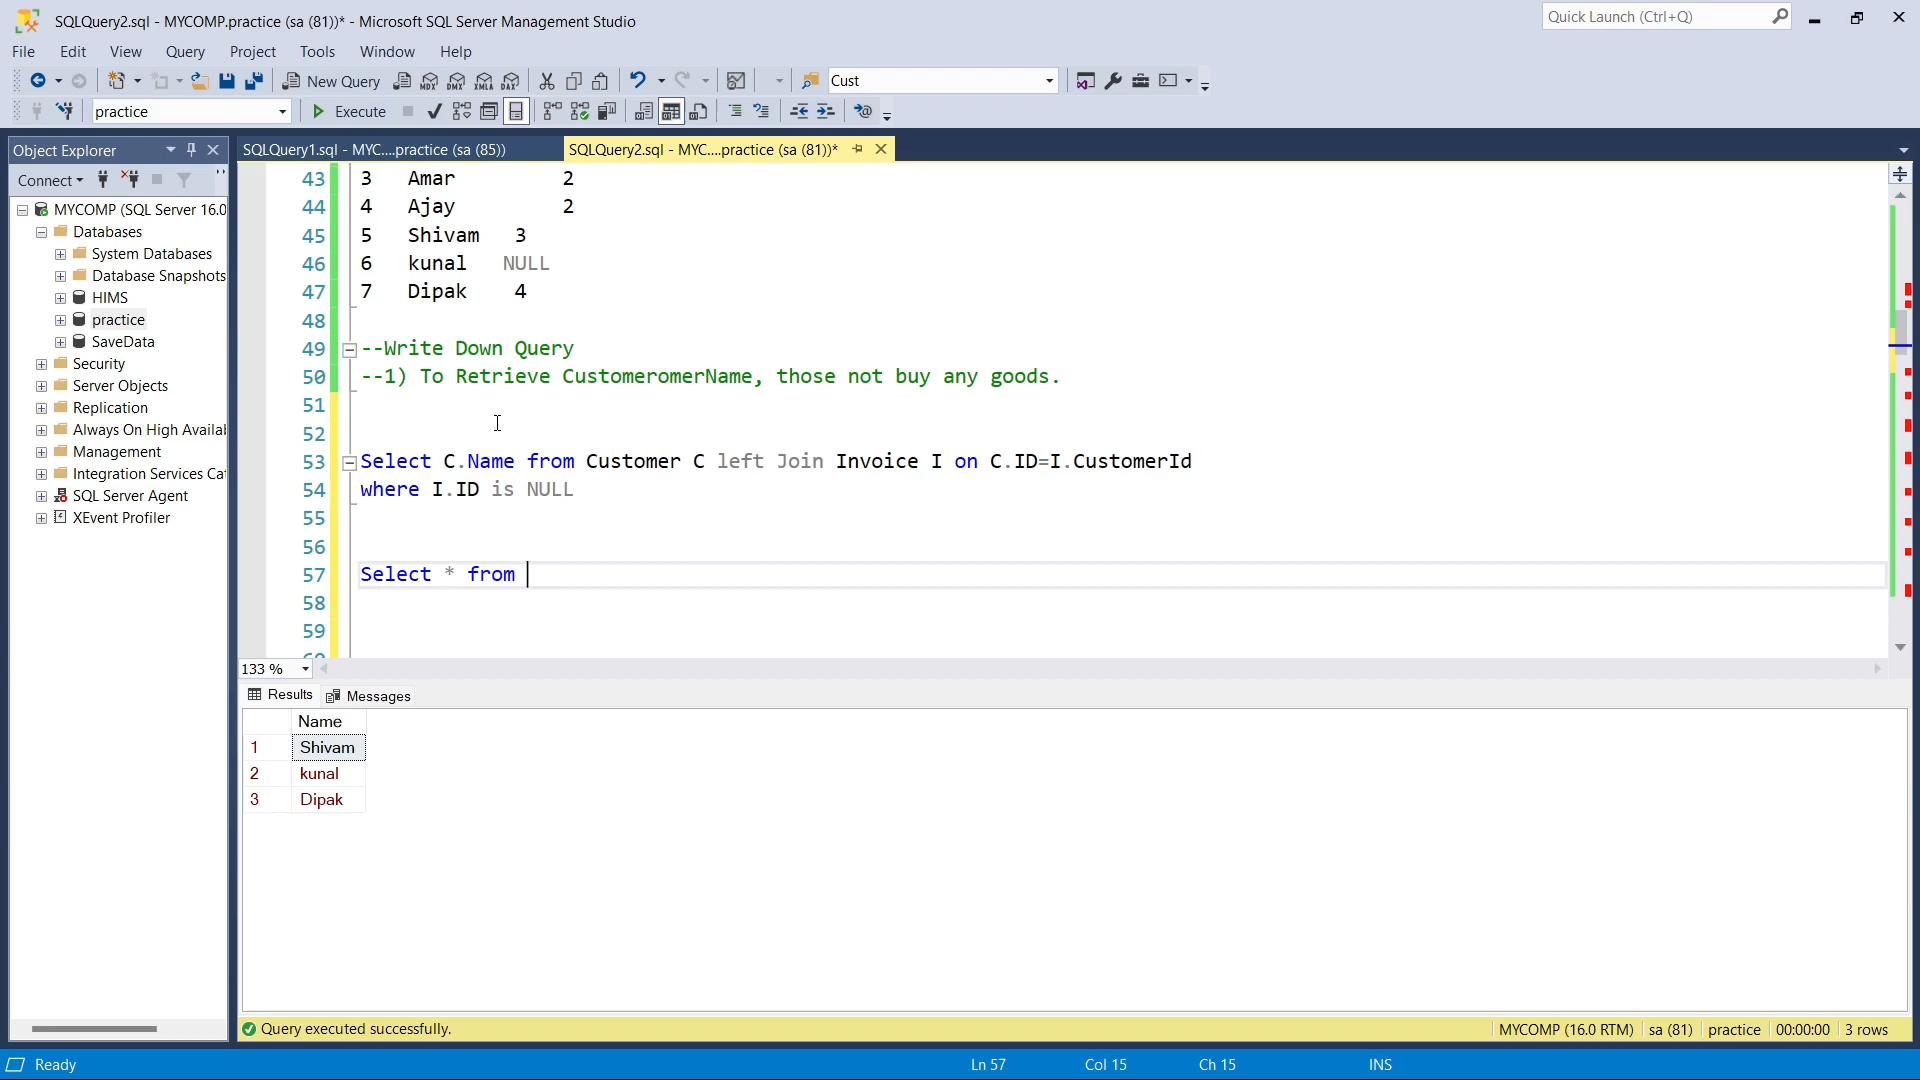 SQLQuery2.sql - MYCOMP.practice (sa (81))* - Microsoft SQL Server Management Studio
Quick Launch (Ctrl+Q)
File Edit View Query Project Tools Window Help
New Query MDX DMX XMLA DAX Cust
practice Execute
Object Explorer
SQLQuery1.sql - MYC....practice (sa (85))
SQLQuery2.sql - MYC....practice (sa (81))*
Connect
MYCOMP (SQL Server 16.0
Databases
System Databases
Database Snapshots
HIMS
practice
SaveData
Security
Server Objects
Replication
Always On High Availa
Management
Integration Services Ca
SQL Server Agent
XEvent Profiler
43 3 Amar 2
44 4 Ajay 2
45 5 Shivam 3
46 6 kunal NULL
47 7 Dipak 4
48
49 --Write Down Query
50 --1) To Retrieve CustomeromerName, those not buy any goods.
51
52
53 Select C.Name from Customer C left Join Invoice I on C.ID=I.CustomerId
54 where I.ID is NULL
55
56
57 Select * from
58
59
133 %
Results Messages
Name
1 Shivam
2 kunal
3 Dipak
Query executed successfully.
MYCOMP (16.0 RTM) sa (81) practice 00:00:00 3 rows
Ready Ln 57 Col 15 Ch 15 INS